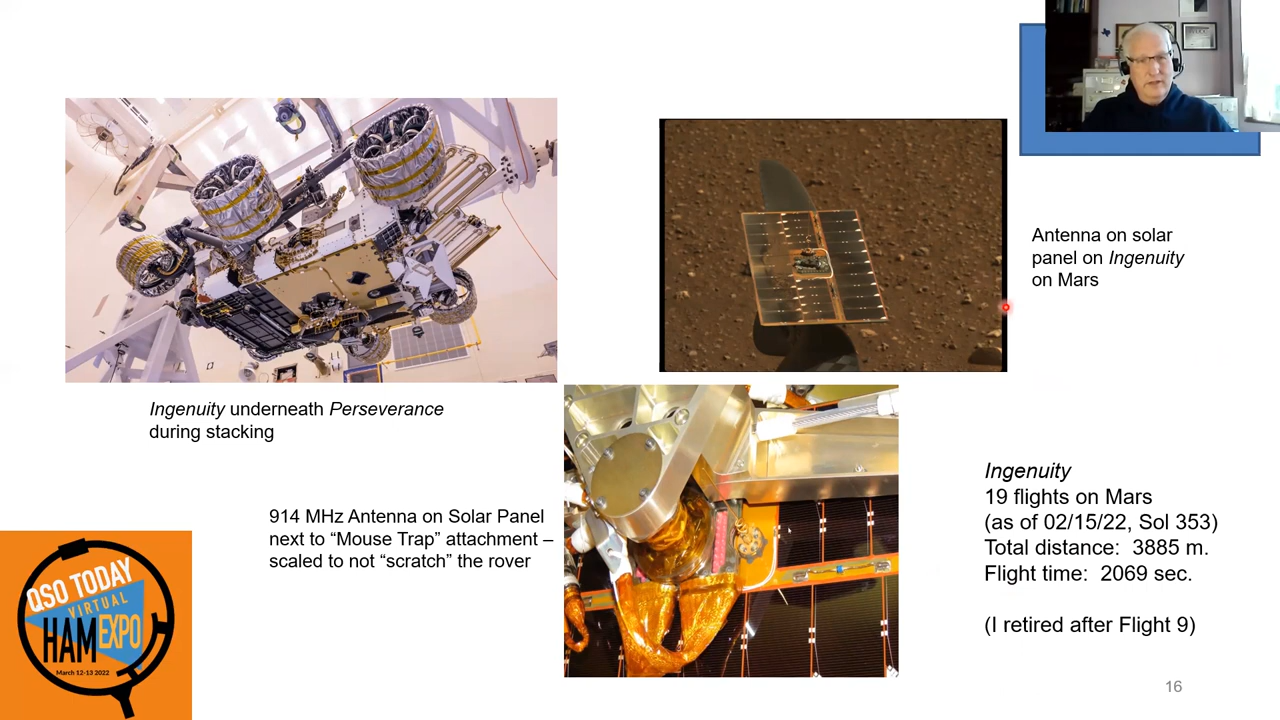 Antenna on solar
panel on Ingenuity
on Mars
Ingenuity underneath Perseverance
during stacking
914 MHz Antenna on Solar Panel
next to “Mouse Trap” attachment –
scaled to not “scratch” the rover
Ingenuity
19 flights on Mars
(as of 02/15/22, Sol 353)
Total distance:  3885 m.
Flight time:  2069 sec.
(I retired after Flight 9)
QSO TODAY
VIRTUAL
HAM EXPO
March 12-13 2022
16